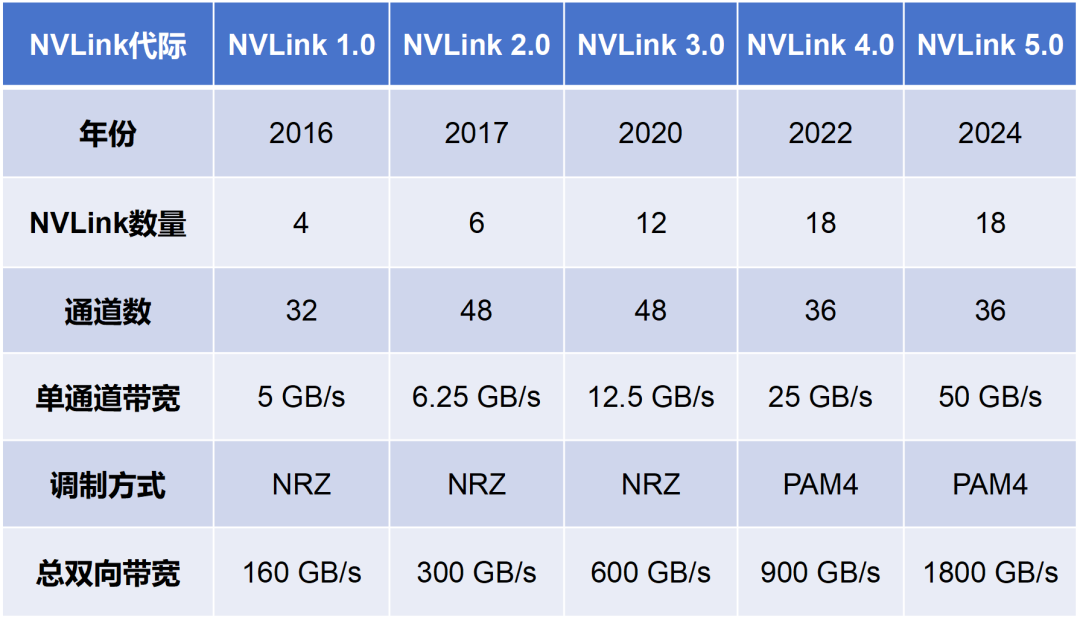 NVLink代际 NVLink 1.0 NVLink 2.0 NVLink 3.0 NVLink 4.0 NVLink 5.0
年份 2016 2017 2020 2022 2024
NVLink数量 4 6 12 18 18
通道数 32 48 48 36 36
单通道带宽 5 GB/s 6.25 GB/s 12.5 GB/s 25 GB/s 50 GB/s
调制方式 NRZ NRZ NRZ PAM4 PAM4
总双向带宽 160 GB/s 300 GB/s 600 GB/s 900 GB/s 1800 GB/s